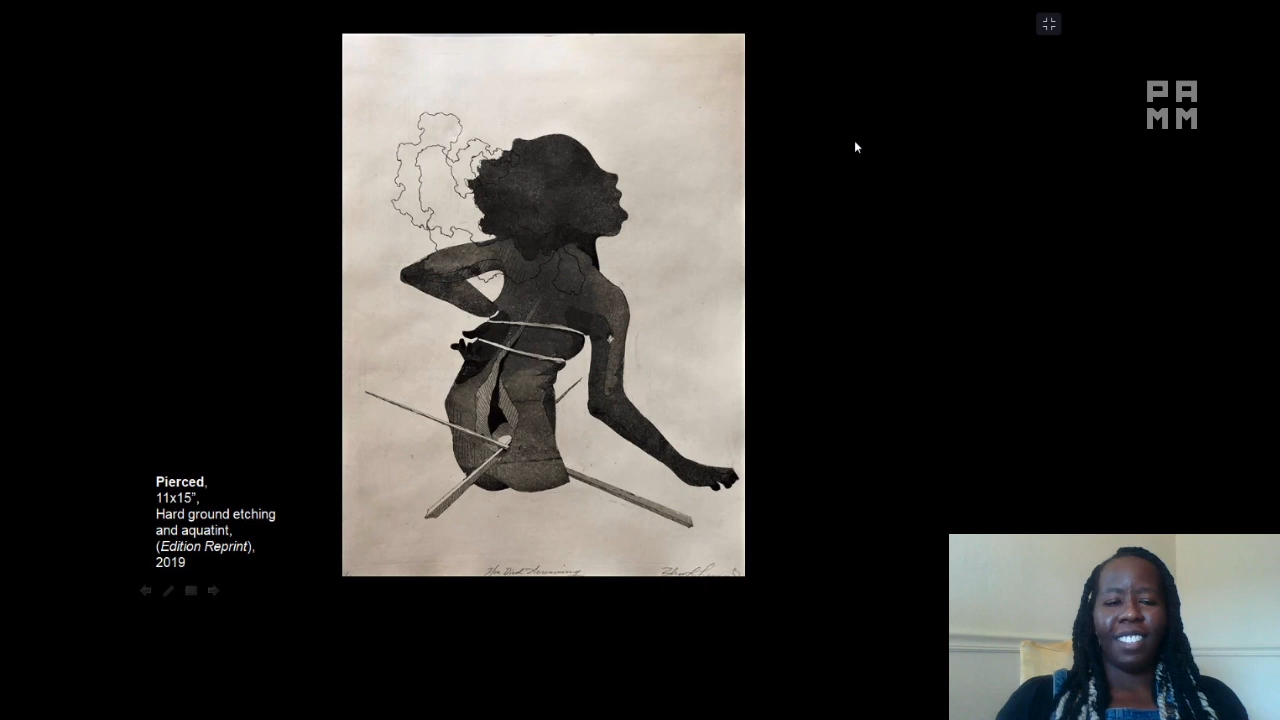 PA
MM
Pierced,
11x15”,
Hard ground etching
and aquatint,
(Edition Reprint),
2019